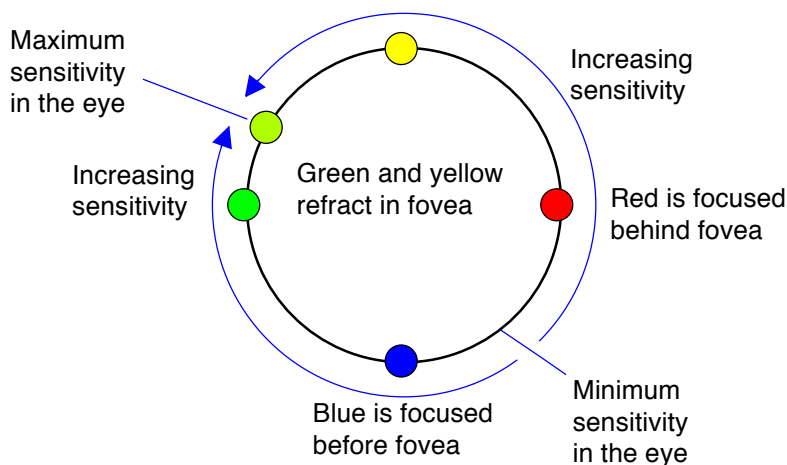 Maximum
sensitivity
in the eye
Increasing
sensitivity
Increasing
sensitivity
Green and yellow
refract in fovea
Red is focused
behind fovea
Blue is focused
before fovea
Minimum
sensitivity
in the eye